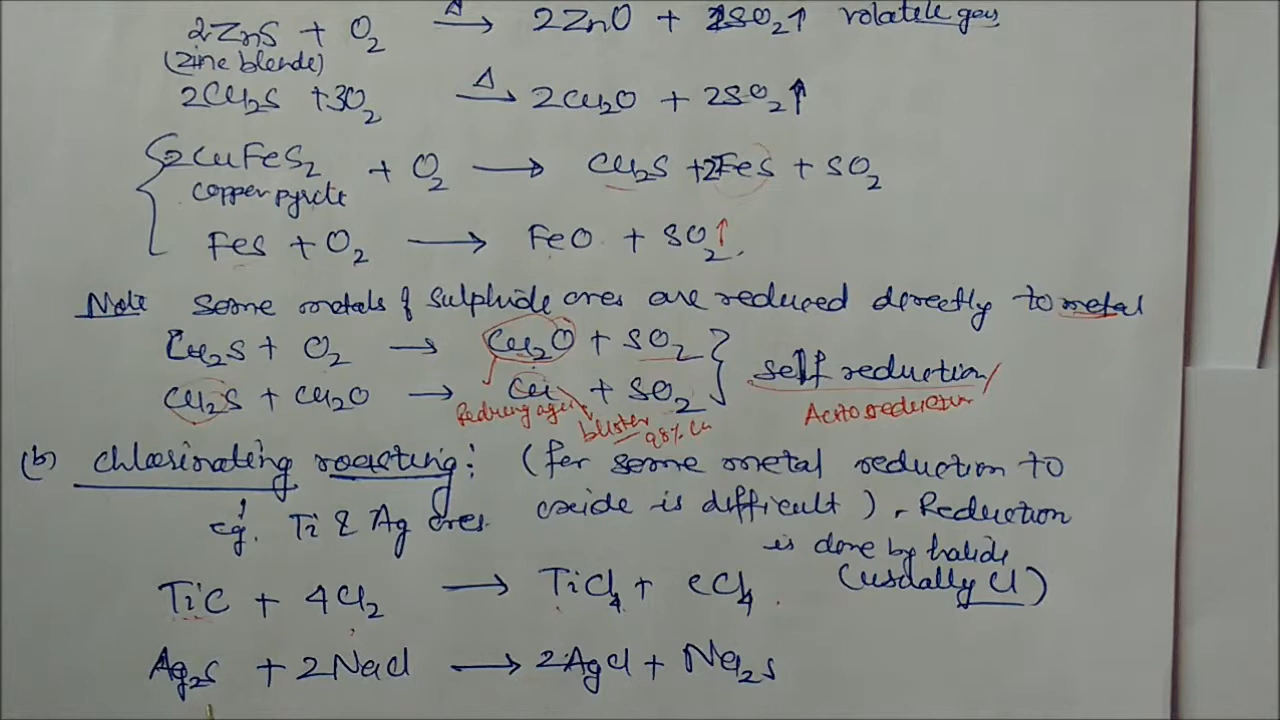 2ZnS + O2 Δ→ 2ZnO + 2SO2↑ volatile gas
(Zinc blende)
2Cu2S + 3O2 Δ→ 2Cu2O + 2SO2↑
2CuFeS2 + O2 → Cu2S + 2FeS + SO2
Copper pyrite
FeS + O2 → FeO + SO2↑.
Note Some metals of sulphide ores are reduced directly to metal
Cu2S + O2 → Cu2O + SO2
Cu2S + Cu2O → Cu + SO2
Self reduction/
Autoreduction
Reducing agent
blister
98% Cu
(b) Chlorinating roasting: (for some metal reduction to
eg. Ti & Ag ores. oxide is difficult), Reduction
is done by halide
(usually Cl)
TiC + 4Cl2 → TiCl4 + CCl4.
Ag2S + 2NaCl → 2AgCl + Na2S